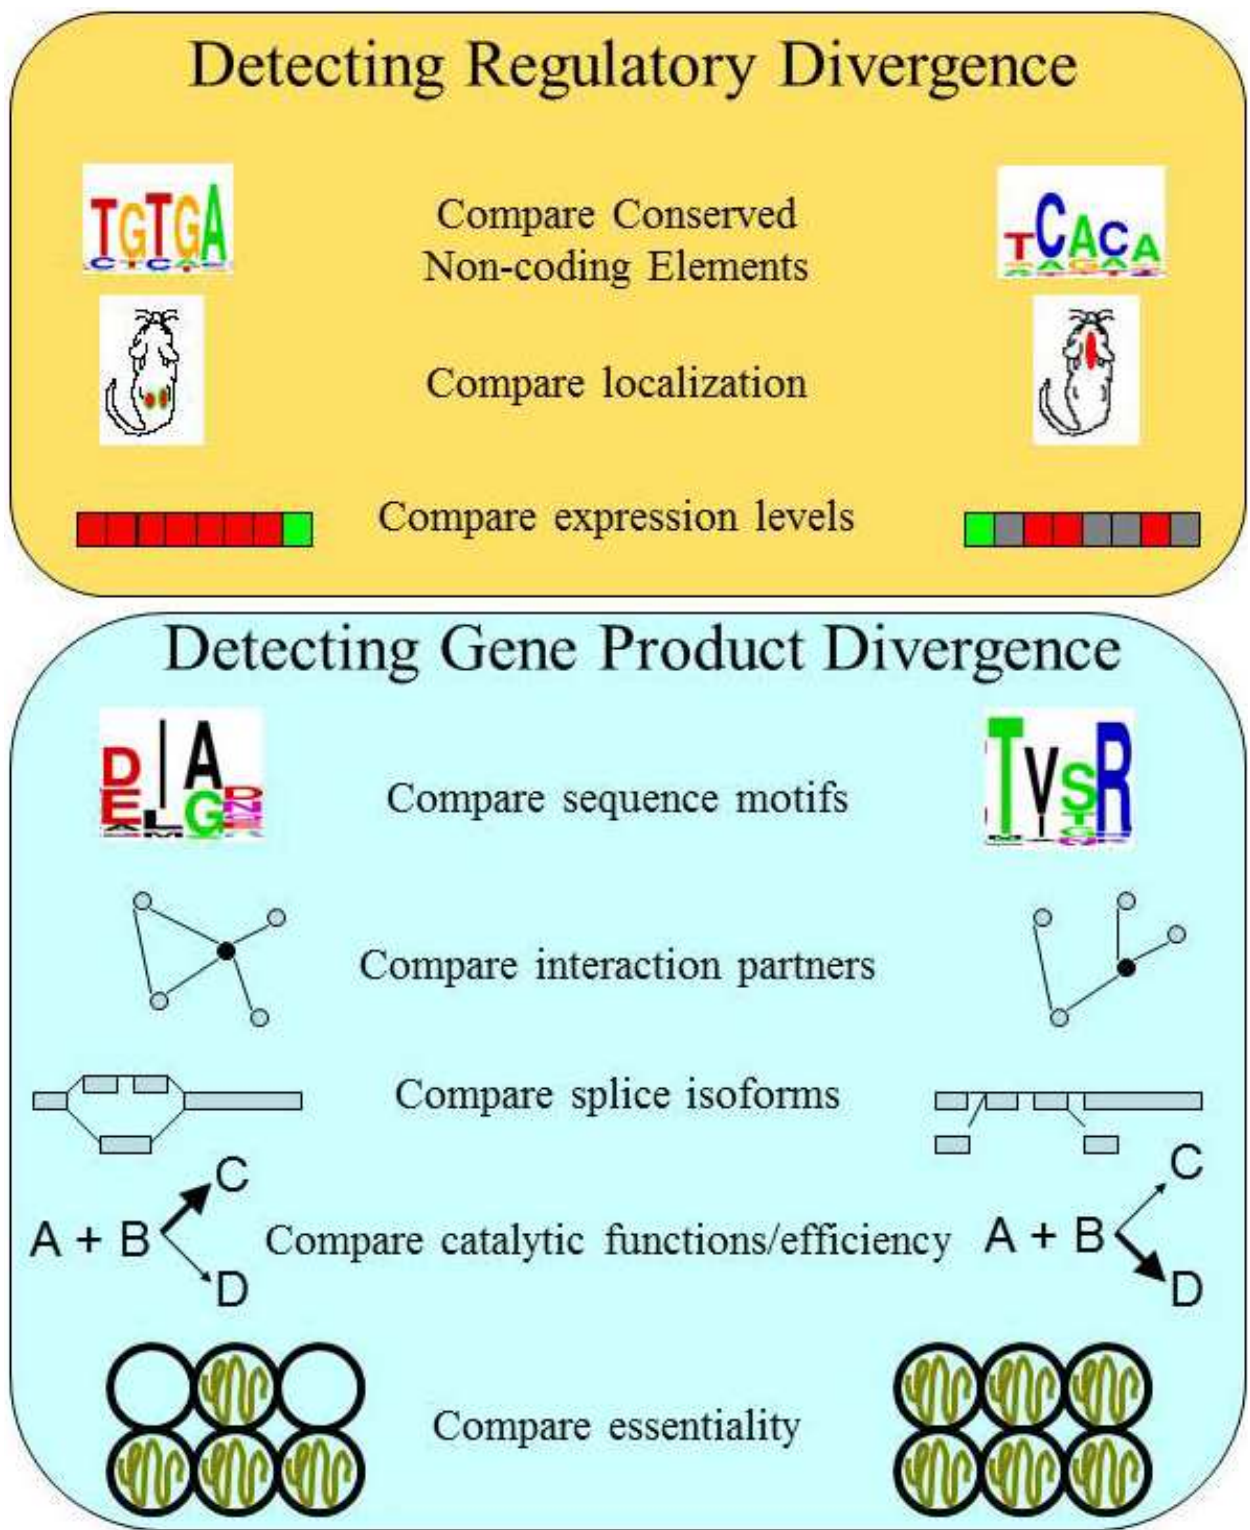 Detecting Regulatory Divergence
TGTGA
Compare Conserved
Non-coding Elements
TCACA
Compare localization
Compare expression levels
Detecting Gene Product Divergence
D I A D
E L G N
Compare sequence motifs
T V S R
Compare interaction partners
Compare splice isoforms
A + B
C
D
Compare catalytic functions/efficiency
A + B
C
D
Compare essentiality